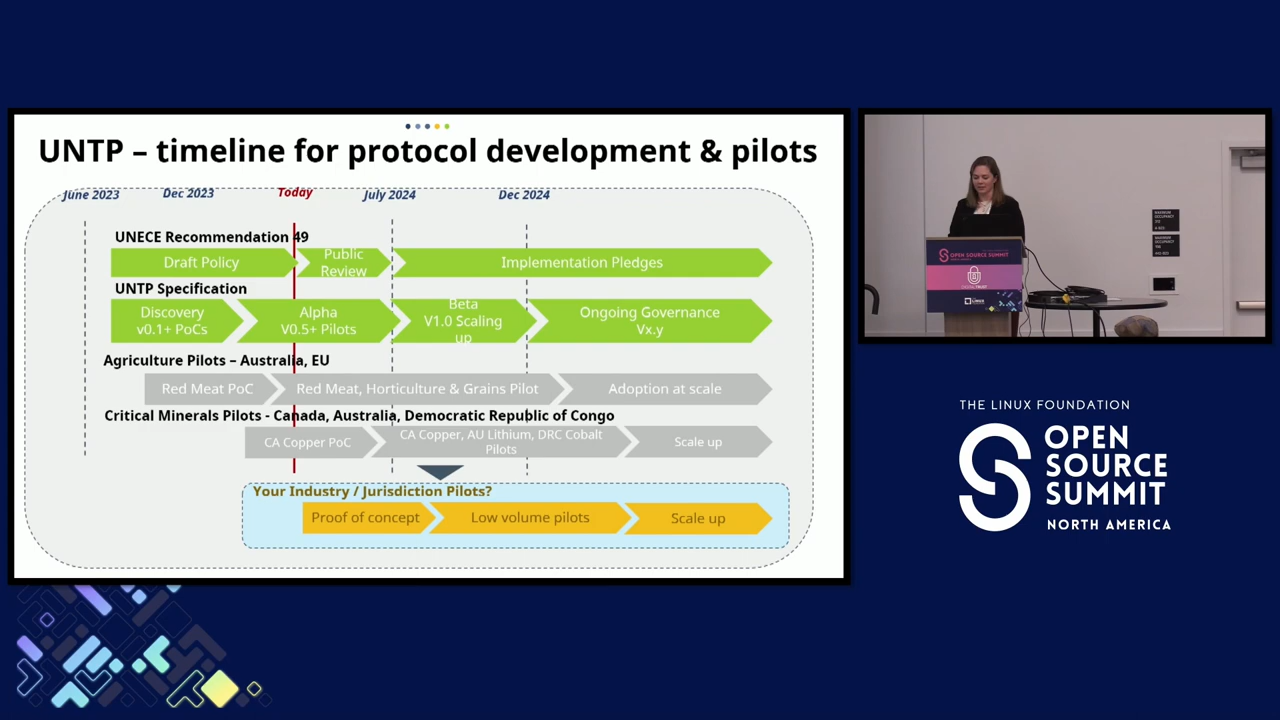 UNTP – timeline for protocol development & pilots
June 2023
Dec 2023
Today
July 2024
Dec 2024
UNECE Recommendation 49
Draft Policy
Public
Review
Implementation Pledges
UNTP Specification
Discovery
v0.1+ PoCs
Alpha
V0.5+ Pilots
Beta
V1.0 Scaling
up
Ongoing Governance
Vx.y
Agriculture Pilots – Australia, EU
Red Meat PoC
Red Meat, Horticulture & Grains Pilot
Adoption at scale
Critical Minerals Pilots - Canada, Australia, Democratic Republic of Congo
CA Copper PoC
CA Copper, AU Lithium, DRC Cobalt
Pilots
Scale up
Your Industry / Jurisdiction Pilots?
Proof of concept
Low volume pilots
Scale up
OPEN SOURCE SUMMIT
THE LINUX FOUNDATION
OPEN
SOURCE
SUMMIT
NORTH AMERICA